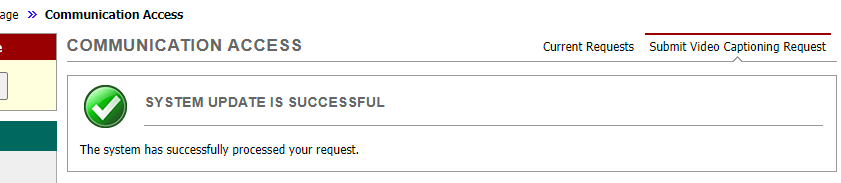 age » Communication Access
e
COMMUNICATION ACCESS
Current Requests
Submit Video Captioning Request
SYSTEM UPDATE IS SUCCESSFUL
The system has successfully processed your request.